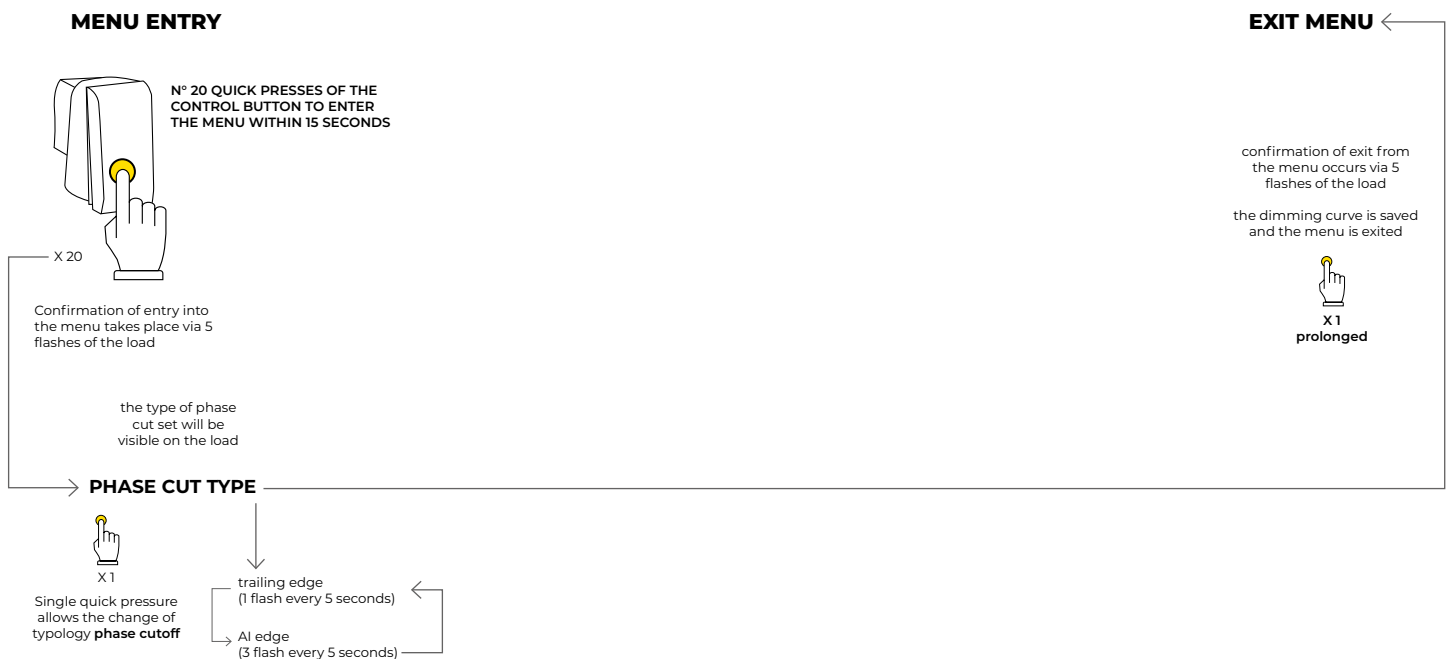 MENU ENTRY
EXIT MENU
N° 20 QUICK PRESSES OF THE
CONTROL BUTTON TO ENTER
THE MENU WITHIN 15 SECONDS
X 20
Confirmation of entry into
the menu takes place via 5
flashes of the load
confirmation of exit from
the menu occurs via 5
flashes of the load
the dimming curve is saved
and the menu is exited
X 1
prolonged
the type of phase
cut set will be
visible on the load
PHASE CUT TYPE
X 1
Single quick pressure
allows the change of
typology phase cutoff
trailing edge
(1 flash every 5 seconds)
AI edge
(3 flash every 5 seconds)